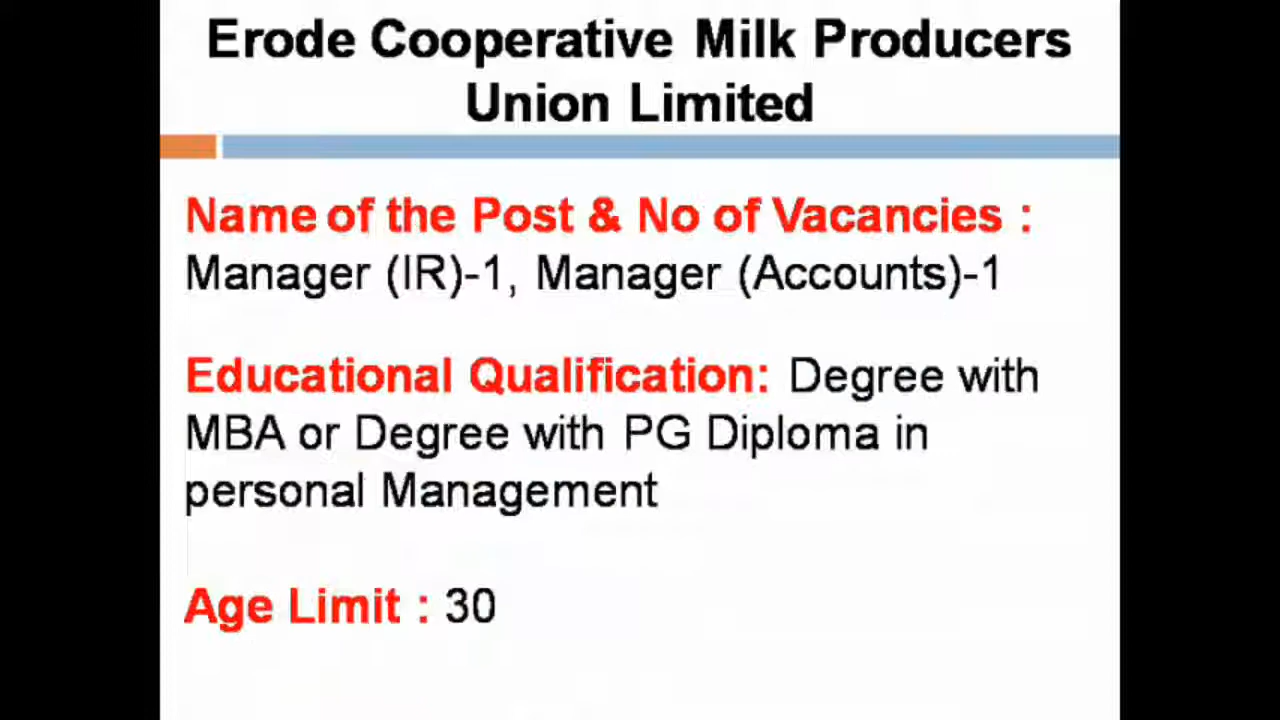 Erode Cooperative Milk Producers
Union Limited
Name of the Post & No of Vacancies :
Manager (IR)-1, Manager (Accounts)-1
Educational Qualification: Degree with
MBA or Degree with PG Diploma in
personal Management
Age Limit : 30